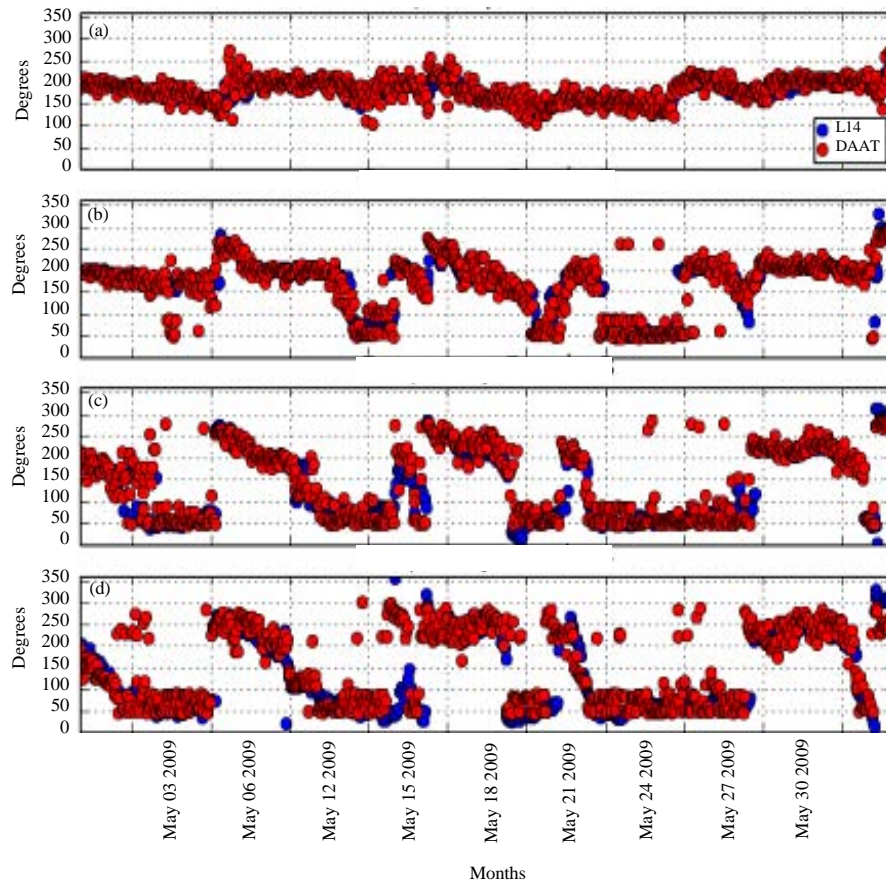 (a)
Degrees
350
300
250
200
150
100
50
0
L14
DAAT
(b)
Degrees
350
300
250
200
150
100
50
0
(c)
Degrees
350
300
250
200
150
100
50
0
(d)
Degrees
350
300
250
200
150
100
50
0
May 03 2009
May 06 2009
May 12 2009
May 15 2009
May 18 2009
May 21 2009
May 24 2009
May 27 2009
May 30 2009
Months